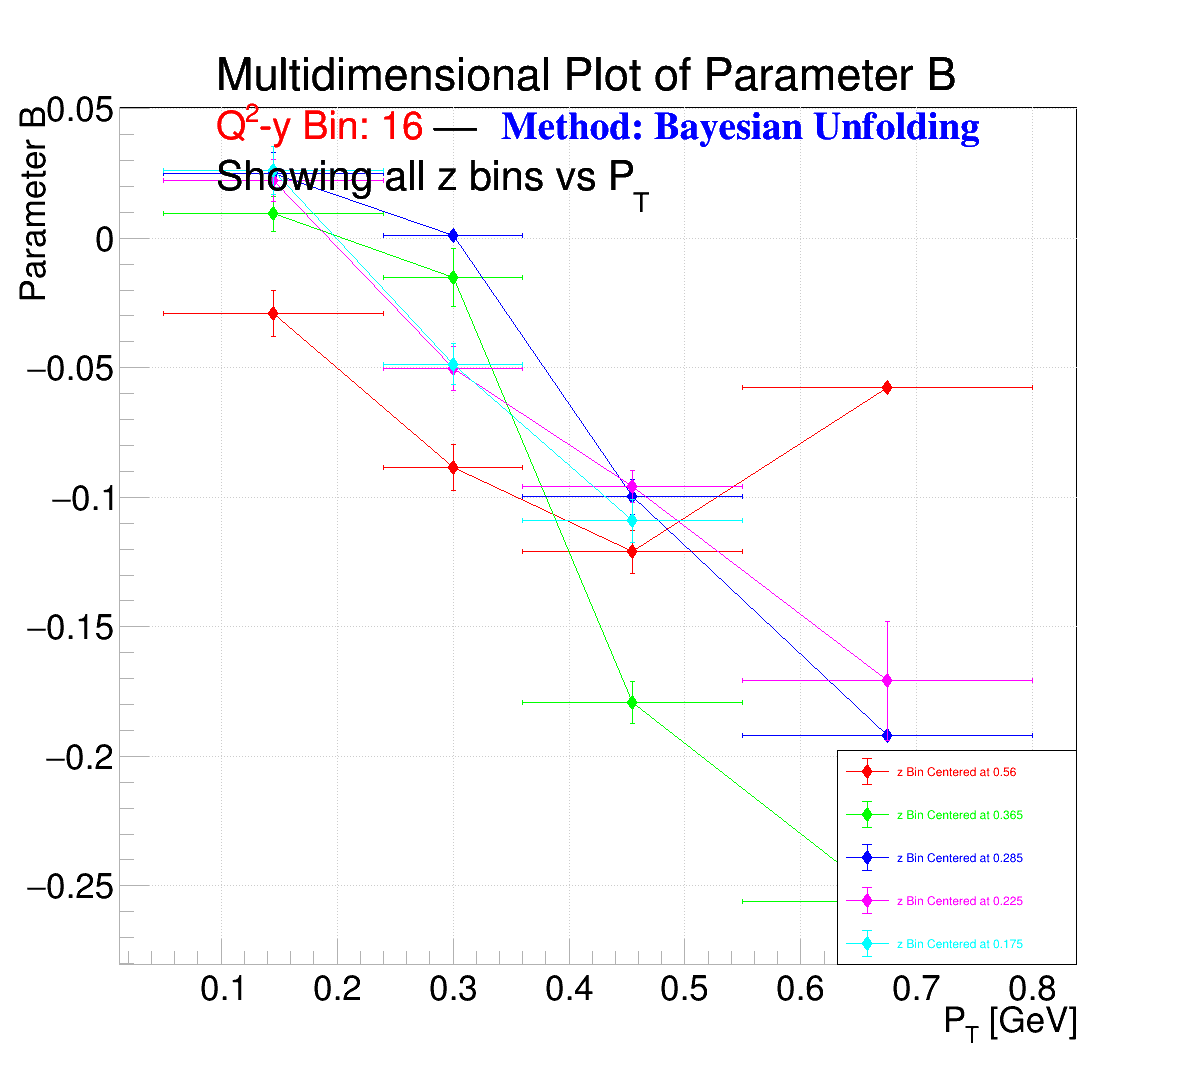 Multidimensional Plot of Parameter B
Q²-y Bin: 16 — Method: Bayesian Unfolding
Showing all z bins vs P_T
Parameter B
0.05
0
−0.05
−0.1
−0.15
−0.2
−0.25
z Bin Centered at 0.56
z Bin Centered at 0.365
z Bin Centered at 0.285
z Bin Centered at 0.225
z Bin Centered at 0.175
0.1 0.2 0.3 0.4 0.5 0.6 0.7 0.8
P_T [GeV]